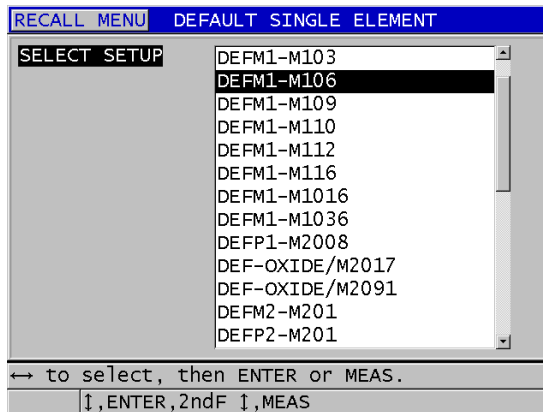 RECALL MENU DEFAULT SINGLE ELEMENT
SELECT SETUP
DEFM1-M103
DEFM1-M106
DEFM1-M109
DEFM1-M110
DEFM1-M112
DEFM1-M116
DEFM1-M1016
DEFM1-M1036
DEFP1-M2008
DEF-OXIDE/M2017
DEF-OXIDE/M2091
DEFM2-M201
DEFP2-M201
↔ to select, then ENTER or MEAS.
↕,ENTER,2ndF ↕,MEAS